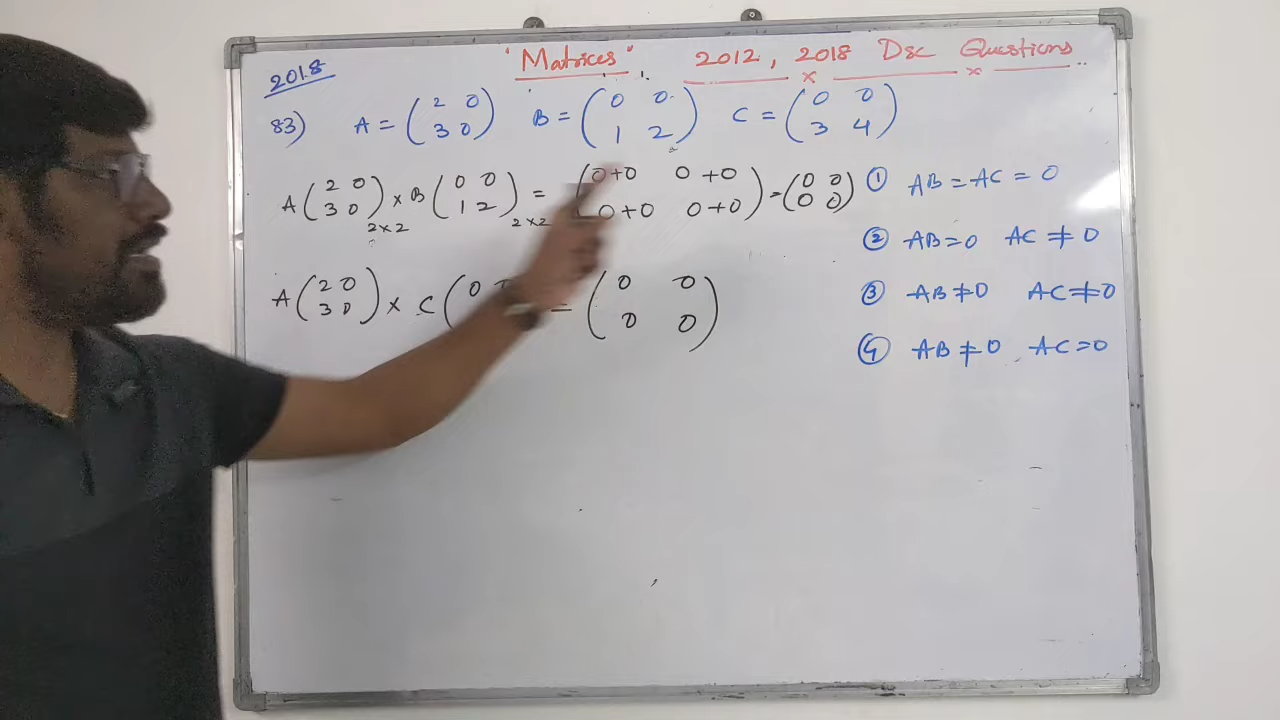 "Matrices" 2012, 2018 Dsc Questions
2018
83) A = (2 0 B = (0 0 C = (0 0
3 0) 1 2) 3 4)
A (2 0 × B (0 0 = (0+0 0+0 = (0 0
3 0) 2×2 1 2) 2×2 0+0 0+0) 0 0)
① AB = AC = 0
② AB=0 AC ≠ 0
A (2 0 × C (0 = (0 0
3 0) 0 0)
③ AB≠0 AC≠0
④ AB≠0 AC=0